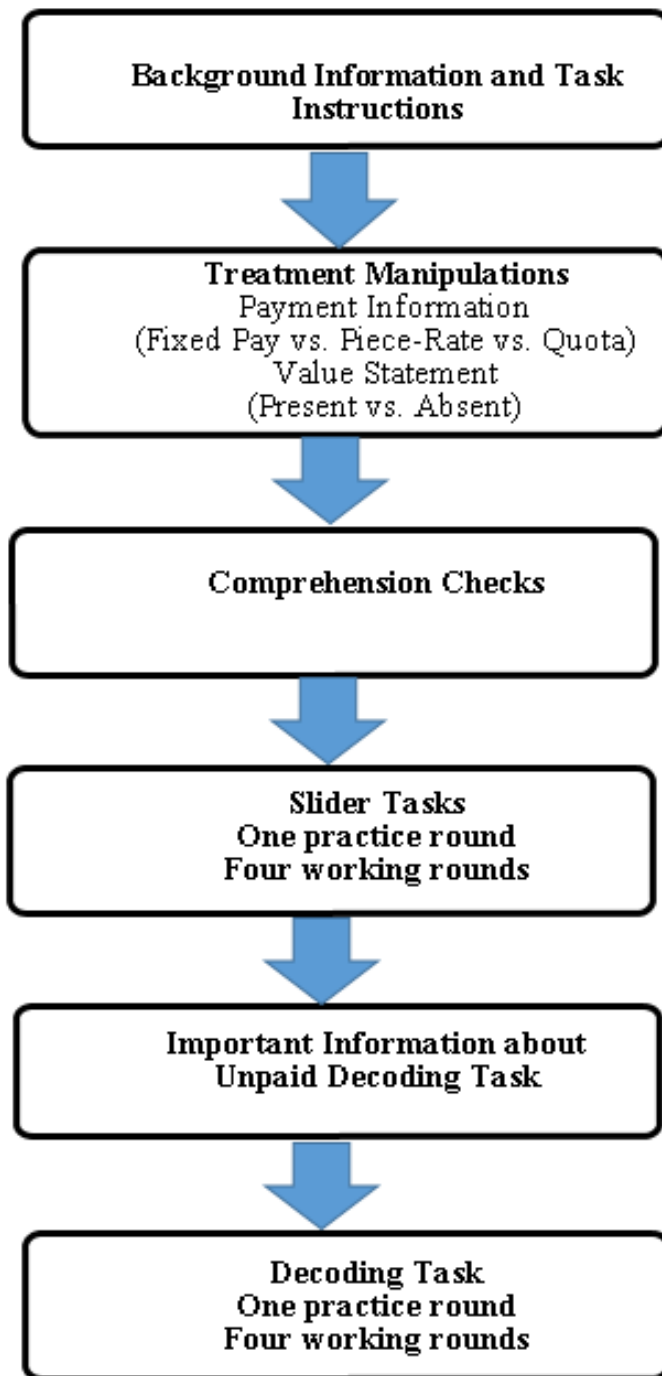 Background Information and Task
Instructions
Treatment Manipulations
Payment Information
(Fixed Pay vs. Piece-Rate vs. Quota)
Value Statement
(Present vs. Absent)
Comprehension Checks
Slider Tasks
One practice round
Four working rounds
Important Information about
Unpaid Decoding Task
Decoding Task
One practice round
Four working rounds